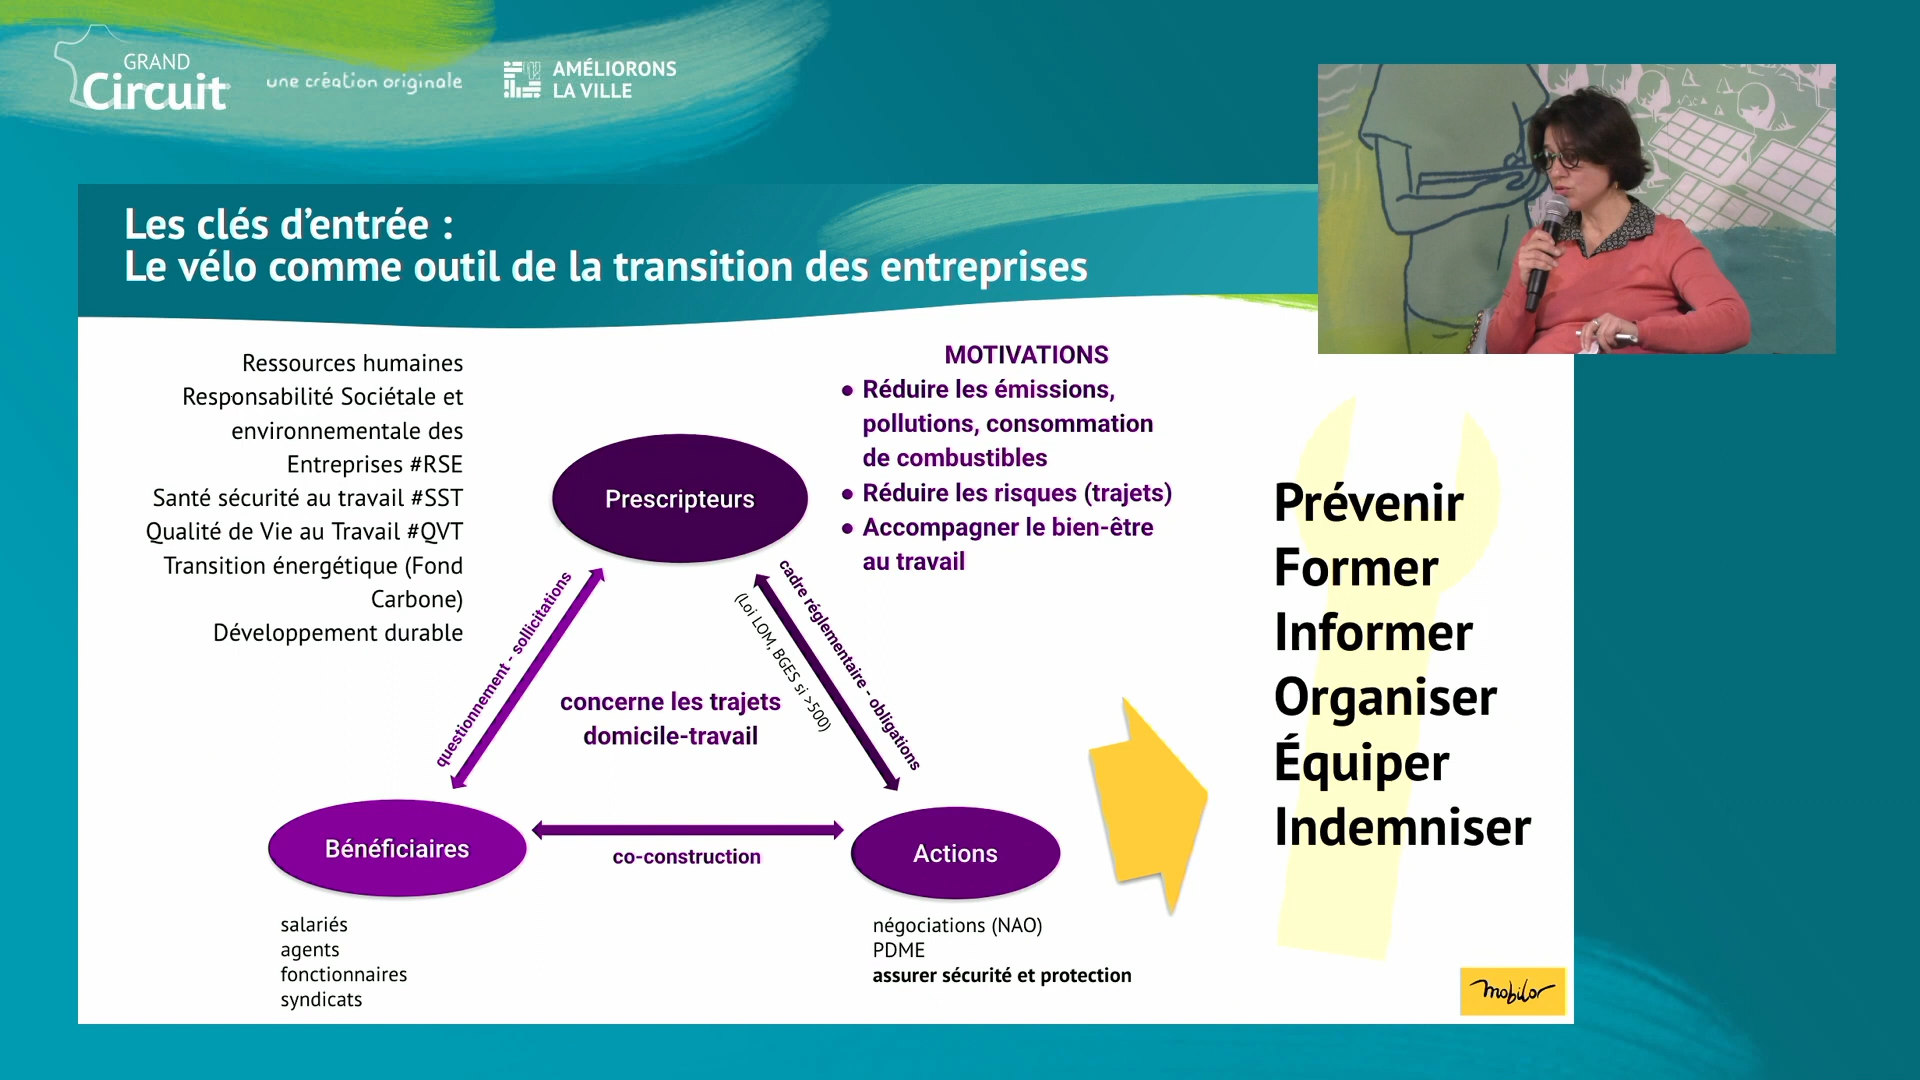 GRAND
Circuit
une création originale
AMÉLIORONS
LA VILLE
Les clés d’entrée :
Le vélo comme outil de la transition des entreprises
Ressources humaines
Responsabilité Sociétale et
environnementale des
Entreprises #RSE
Santé sécurité au travail #SST
Qualité de Vie au Travail #QVT
Transition énergétique (Fond
Carbone)
Développement durable
Prescripteurs
MOTIVATIONS
● Réduire les émissions,
pollutions, consommation
de combustibles
● Réduire les risques (trajets)
● Accompagner le bien-être
au travail
questionnement - sollicitations
cadre réglementaire - obligations
(Loi LOM, BGES si >500)
concerne les trajets
domicile-travail
Bénéficiaires
co-construction
Actions
salariés
agents
fonctionnaires
syndicats
négociations (NAO)
PDME
assurer sécurité et protection
Prévenir
Former
Informer
Organiser
Équiper
Indemniser
mobilor